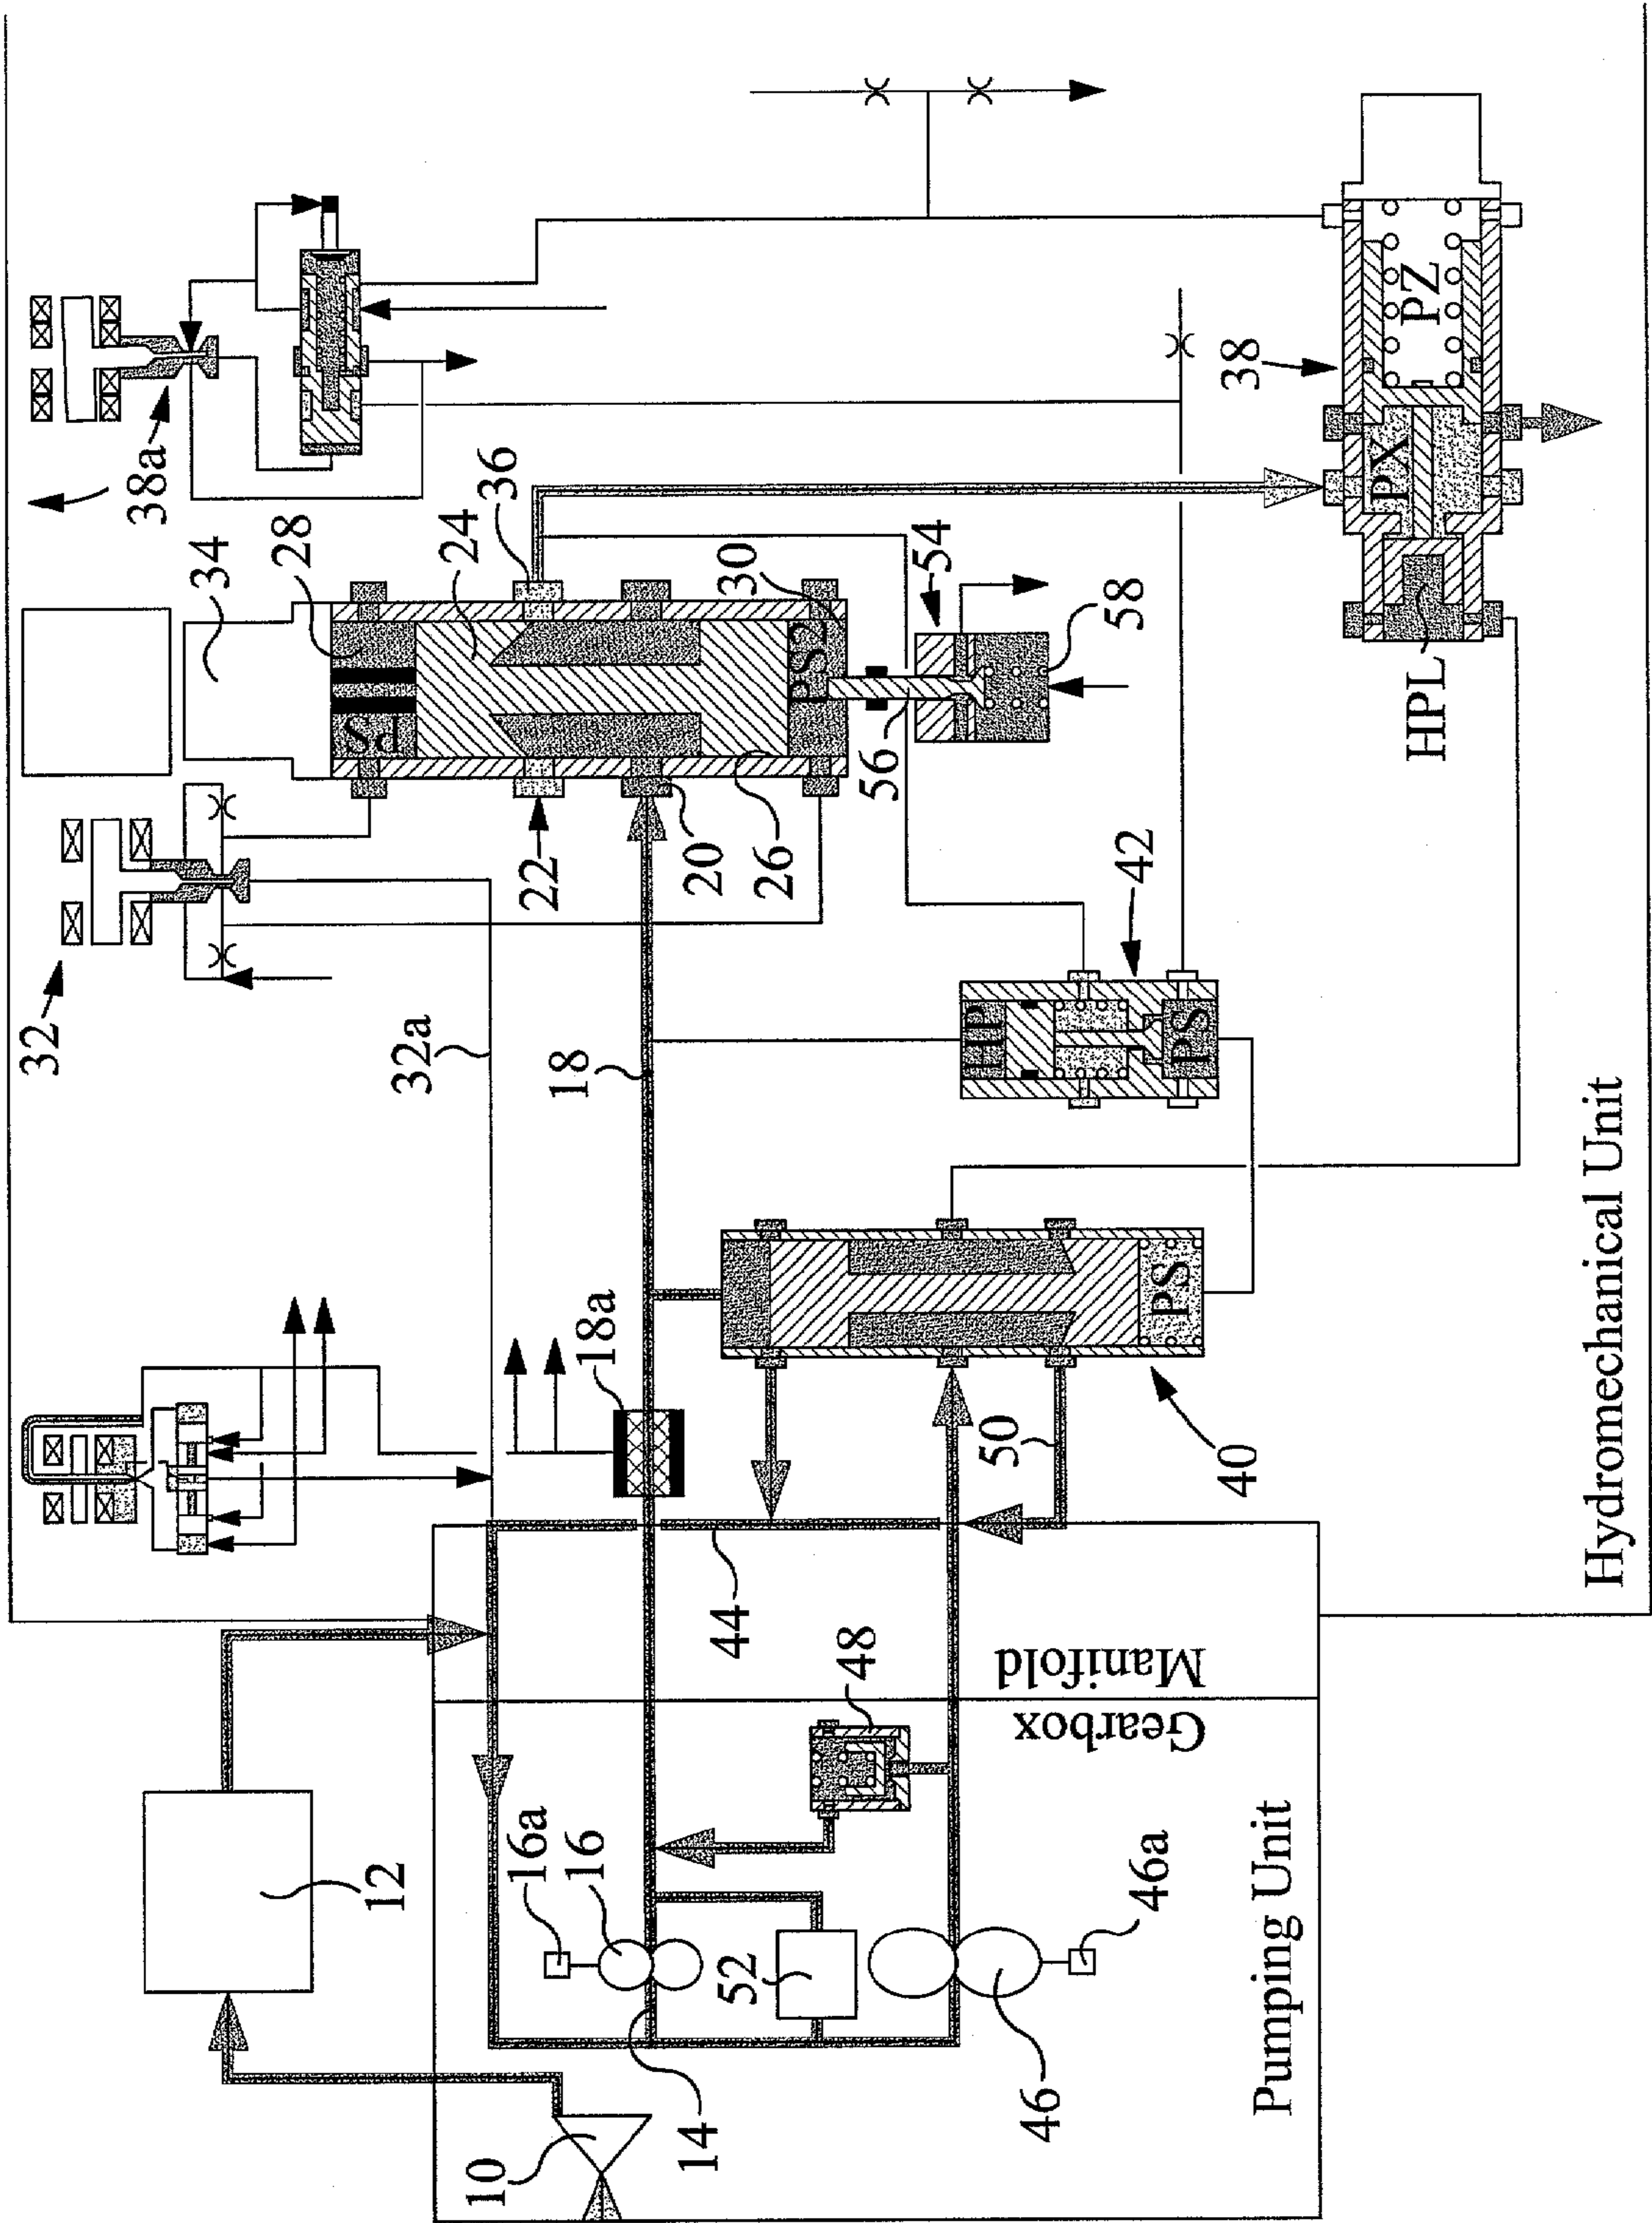 32
38a
34
28
PS
12
32a
24
10
36
16a
22
18
16
18a
14
20
44
30
52
26
PS2
48
56
54
HP
50
46
Manifold
Gearbox
58
42
46a
PS
PS
40
38
Pumping Unit
PX
PZ
HPL
Hydromechanical Unit